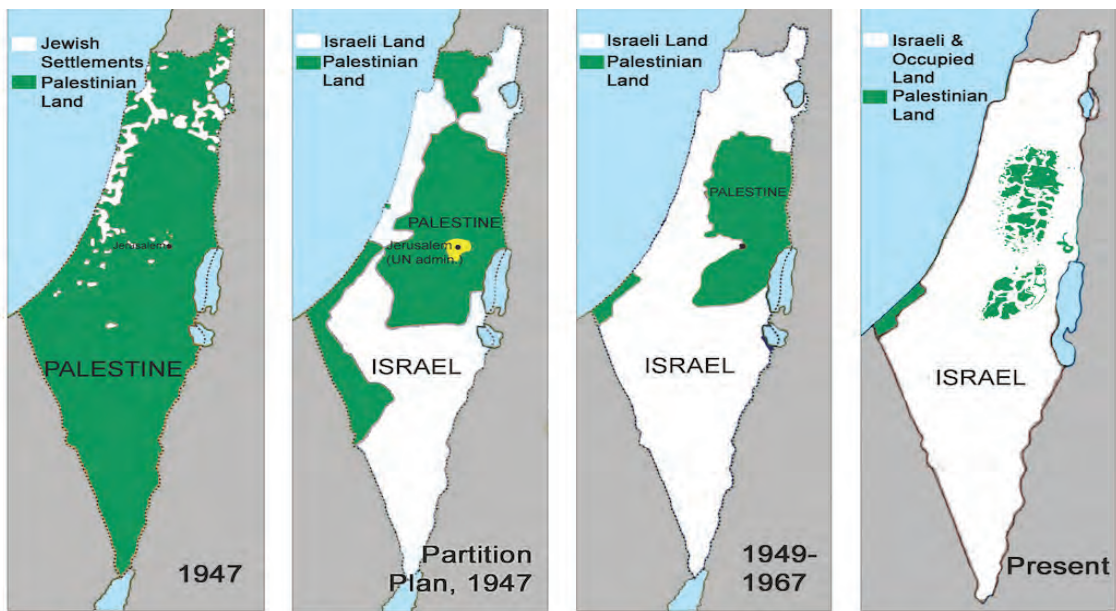 Jewish
Settlements
Palestinian
Land
Jerusalem
PALESTINE
1947
Israeli Land
Palestinian
Land
PALESTINE
Jerusalem
(UN admin.)
ISRAEL
Partition
Plan, 1947
Israeli Land
Palestinian
Land
PALESTINE
ISRAEL
1949-
1967
Israeli &
Occupied
Land
Palestinian
Land
ISRAEL
Present